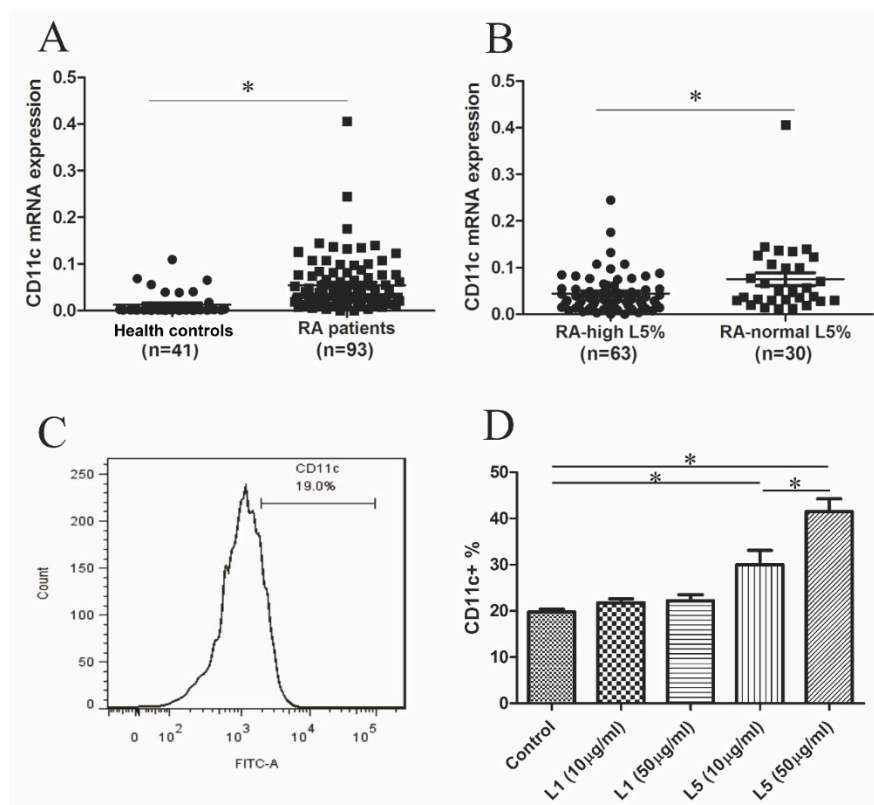 A
CD11c mRNA expression
0.5
0.4
0.3
0.2
0.1
0.0
*
Health controls
(n=41)
RA patients
(n=93)
B
CD11c mRNA expression
0.5
0.4
0.3
0.2
0.1
0.0
*
RA-high L5%
(n=63)
RA-normal L5%
(n=30)
C
Count
250
200
150
100
50
0
CD11c
19.0%
0 10² 10³ 10⁴ 10⁵
FITC-A
D
CD11c+ %
50
40
30
20
10
0
*
*
*
Control
L1 (10μg/ml)
L1 (50μg/ml)
L5 (10μg/ml)
L5 (50μg/ml)